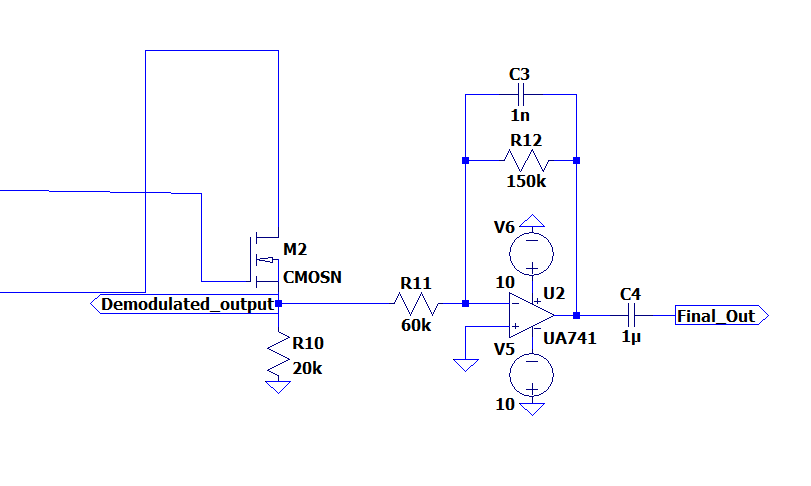 C3
1n
R12
150k
V6
M2
CMOSN
R11
10
U2
C4
Demodulated_output
Final_Out
60k
UA741
1µ
R10
V5
20k
10